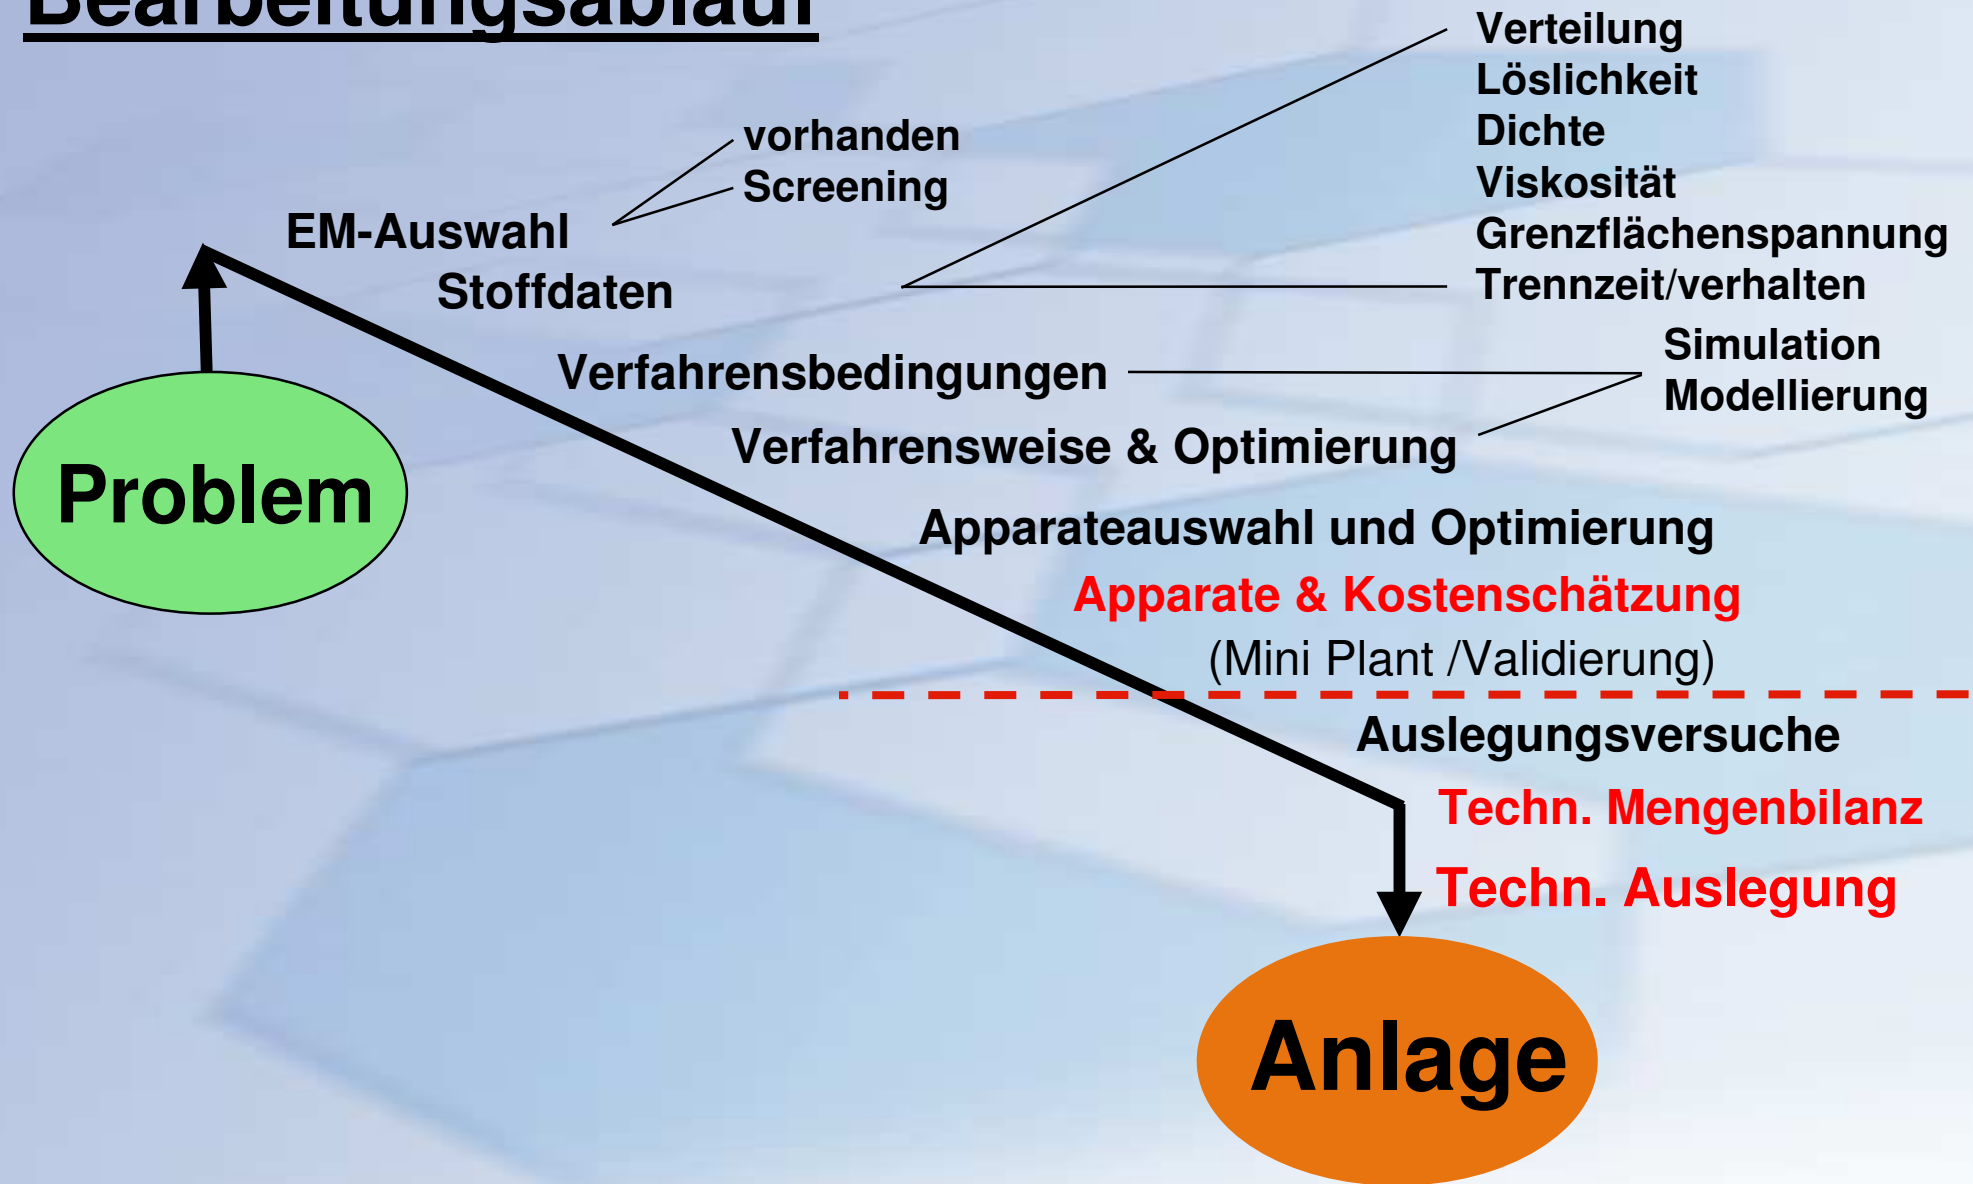 Bearbeitungsablauf
Verteilung
Löslichkeit
Dichte
Viskosität
Grenzflächenspannung
Trennzeit/verhalten
vorhanden
Screening
EM-Auswahl
Stoffdaten
Simulation
Modellierung
Verfahrensbedingungen
Verfahrensweise & Optimierung
Problem
Apparateauswahl und Optimierung
Apparate & Kostenschätzung
(Mini Plant /Validierung)
Auslegungsversuche
Techn. Mengenbilanz
Techn. Auslegung
Anlage